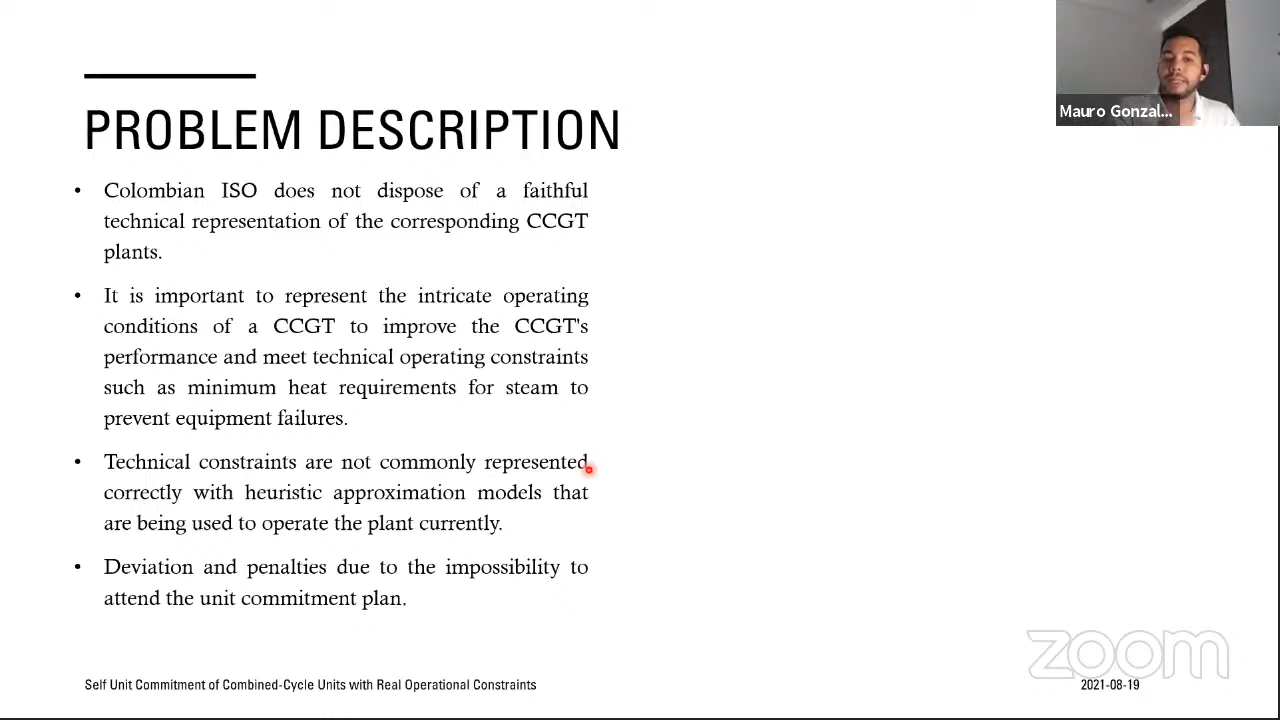 Mauro Gonzal...
PROBLEM DESCRIPTION
• Colombian ISO does not dispose of a faithful
technical representation of the corresponding CCGT
plants.
• It is important to represent the intricate operating
conditions of a CCGT to improve the CCGT's
performance and meet technical operating constraints
such as minimum heat requirements for steam to
prevent equipment failures.
• Technical constraints are not commonly represented
correctly with heuristic approximation models that
are being used to operate the plant currently.
• Deviation and penalties due to the impossibility to
attend the unit commitment plan.
zoom
Self Unit Commitment of Combined-Cycle Units with Real Operational Constraints
2021-08-19